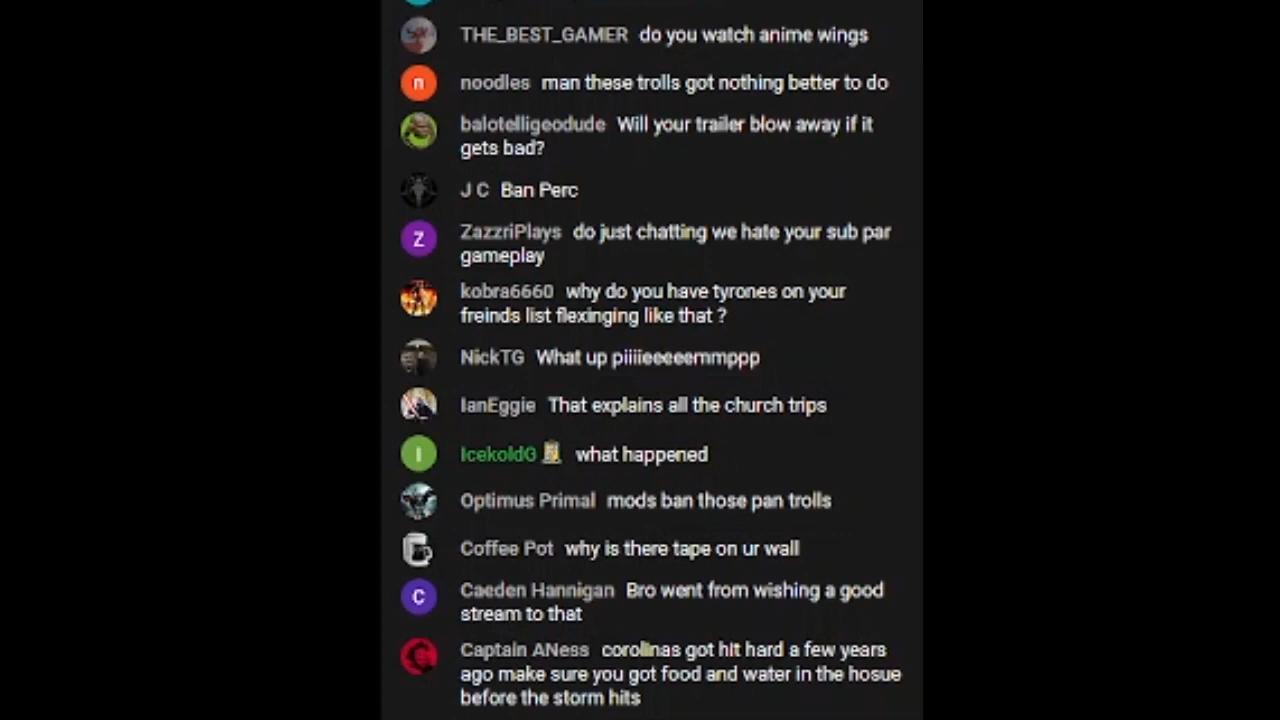 THE_BEST_GAMER do you watch anime wings
n noodles man these trolls got nothing better to do
balotelligeodude Will your trailer blow away if it
gets bad?
J C Ban Perc
Z ZazzriPlays do just chatting we hate your sub par
gameplay
kobra6660 why do you have tyrones on your
freinds list flexinging like that ?
NickTG What up piiiieeeeemmppp
IanEggie That explains all the church trips
I IcekoldG what happened
Optimus Primal mods ban those pan trolls
Coffee Pot why is there tape on ur wall
C Caeden Hannigan Bro went from wishing a good
stream to that
Captain ANess corolinas got hit hard a few years
ago make sure you got food and water in the hosue
before the storm hits